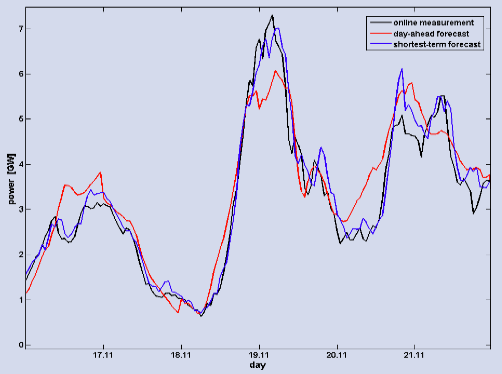 7
6
5
4
3
2
1
0
power [GW]
online measurement
day-ahead forecast
shortest-term forecast
17.11 18.11 19.11 20.11 21.11
day